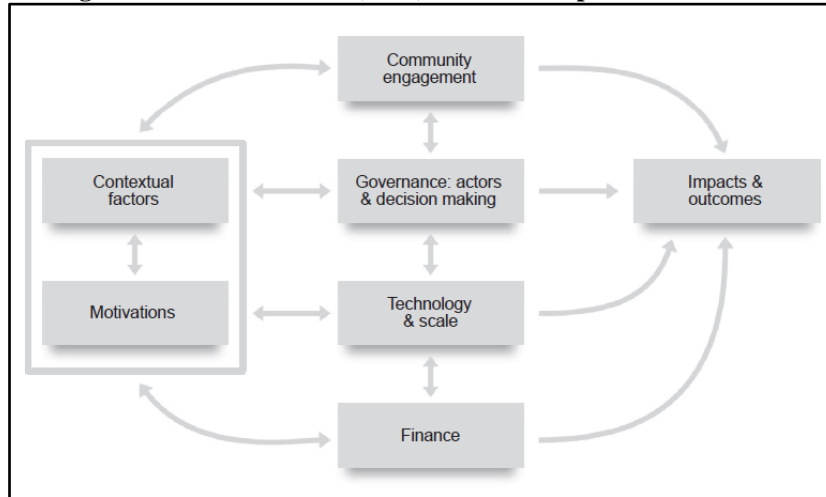 Community
engagement
Contextual
factors
Governance: actors
& decision making
Impacts &
outcomes
Motivations
Technology
& scale
Finance